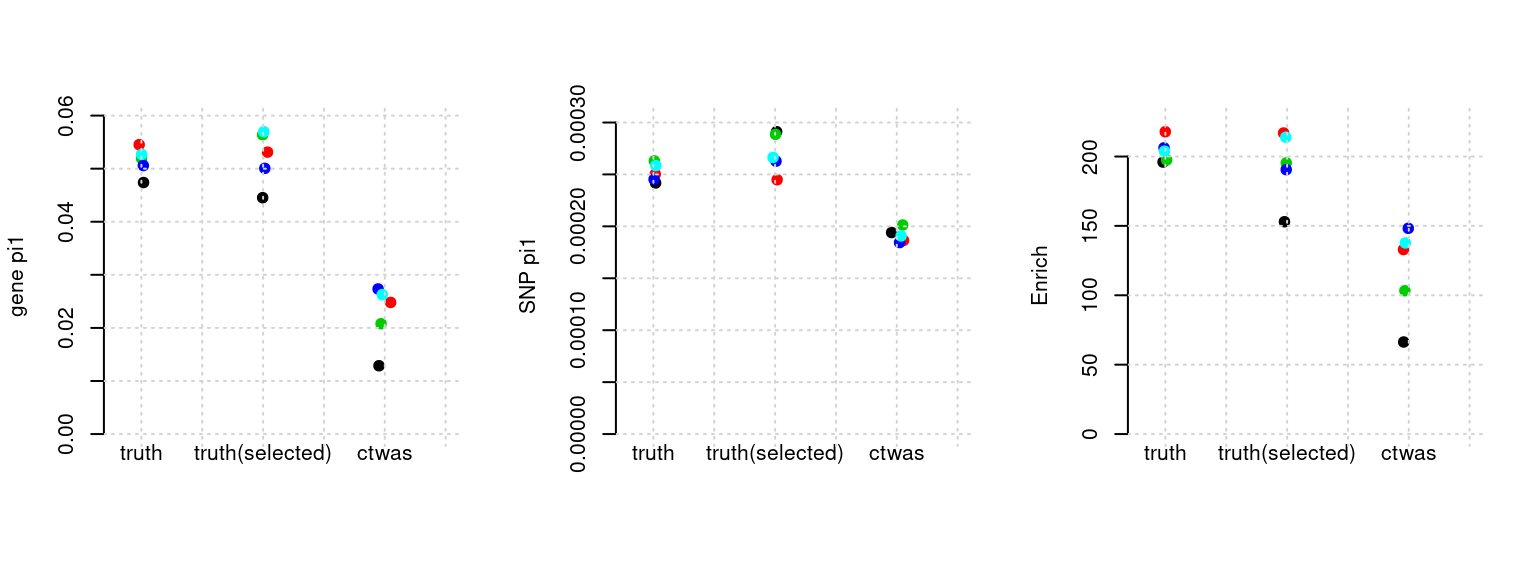 gene pi1
0.06
0.04
0.02
0.00
truth truth(selected) ctwas
SNP pi1
0.00030
0.00020
0.00010
0.00000
truth truth(selected) ctwas
Enrich
200
150
100
50
0
truth truth(selected) ctwas